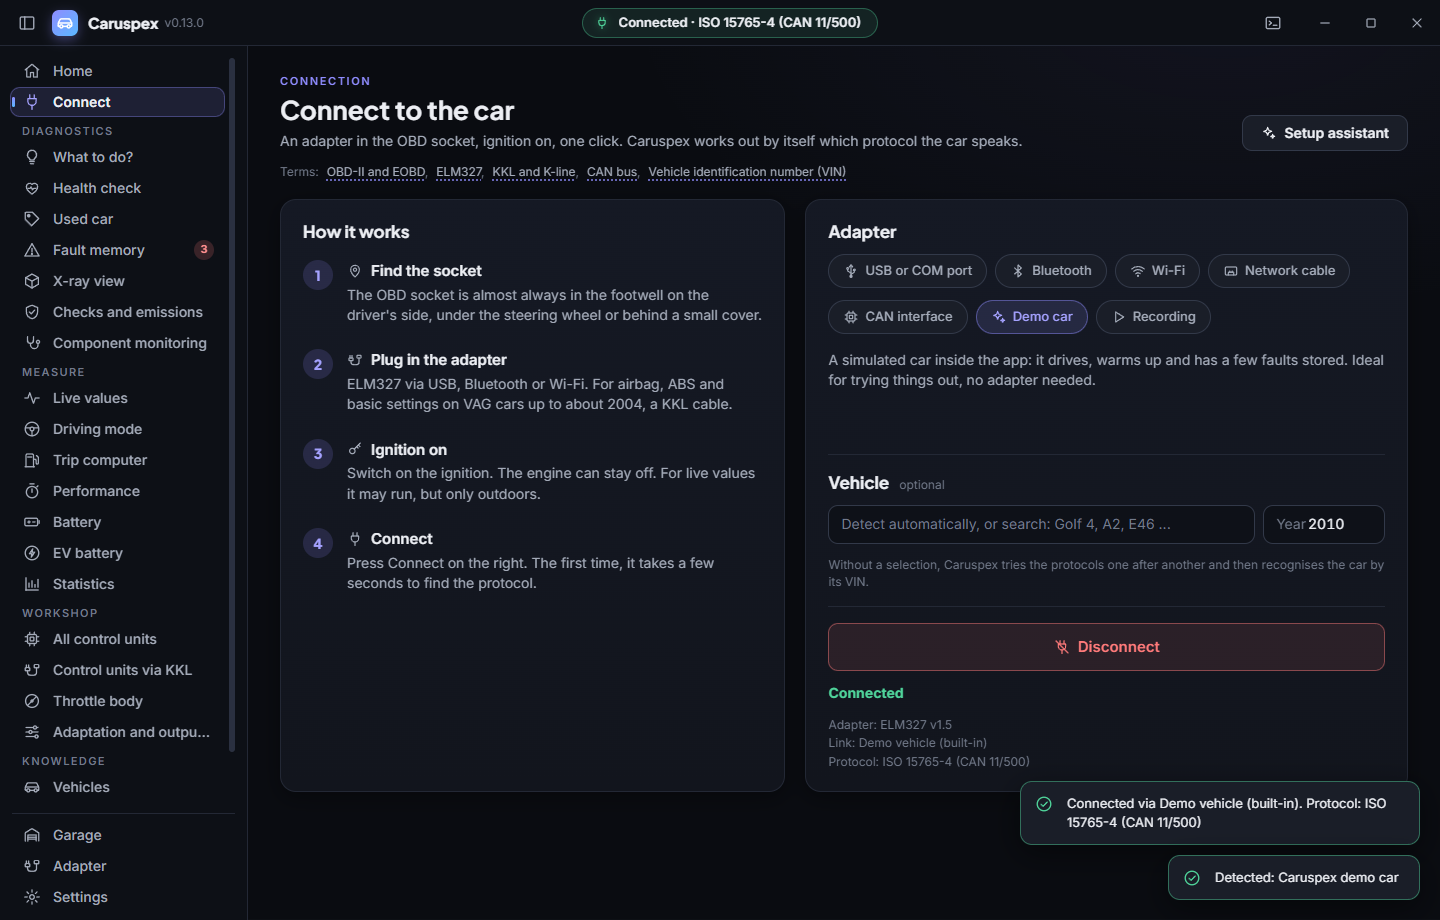 Caruspex v0.13.0
Connected · ISO 15765-4 (CAN 11/500)
Home
Connect
DIAGNOSTICS
What to do?
Health check
Used car
Fault memory 3
X-ray view
Checks and emissions
Component monitoring
MEASURE
Live values
Driving mode
Trip computer
Performance
Battery
EV battery
Statistics
WORKSHOP
All control units
Control units via KKL
Throttle body
Adaptation and outpu...
KNOWLEDGE
Vehicles
Garage
Adapter
Settings
CONNECTION
Connect to the car
An adapter in the OBD socket, ignition on, one click. Caruspex works out by itself which protocol the car speaks.
Setup assistant
Terms: OBD-II and EOBD, ELM327, KKL and K-line, CAN bus, Vehicle identification number (VIN)
How it works
1 Find the socket
The OBD socket is almost always in the footwell on the
driver's side, under the steering wheel or behind a small cover.
2 Plug in the adapter
ELM327 via USB, Bluetooth or Wi-Fi. For airbag, ABS and
basic settings on VAG cars up to about 2004, a KKL cable.
3 Ignition on
Switch on the ignition. The engine can stay off. For live values
it may run, but only outdoors.
4 Connect
Press Connect on the right. The first time, it takes a few
seconds to find the protocol.
Adapter
USB or COM port Bluetooth Wi-Fi Network cable
CAN interface Demo car Recording
A simulated car inside the app: it drives, warms up and has a few faults stored. Ideal
for trying things out, no adapter needed.
Vehicle optional
Detect automatically, or search: Golf 4, A2, E46 ... Year 2010
Without a selection, Caruspex tries the protocols one after another and then recognises the car by
its VIN.
Disconnect
Connected
Adapter: ELM327 v1.5
Link: Demo vehicle (built-in)
Protocol: ISO 15765-4 (CAN 11/500)
Connected via Demo vehicle (built-in). Protocol: ISO
15765-4 (CAN 11/500)
Detected: Caruspex demo car